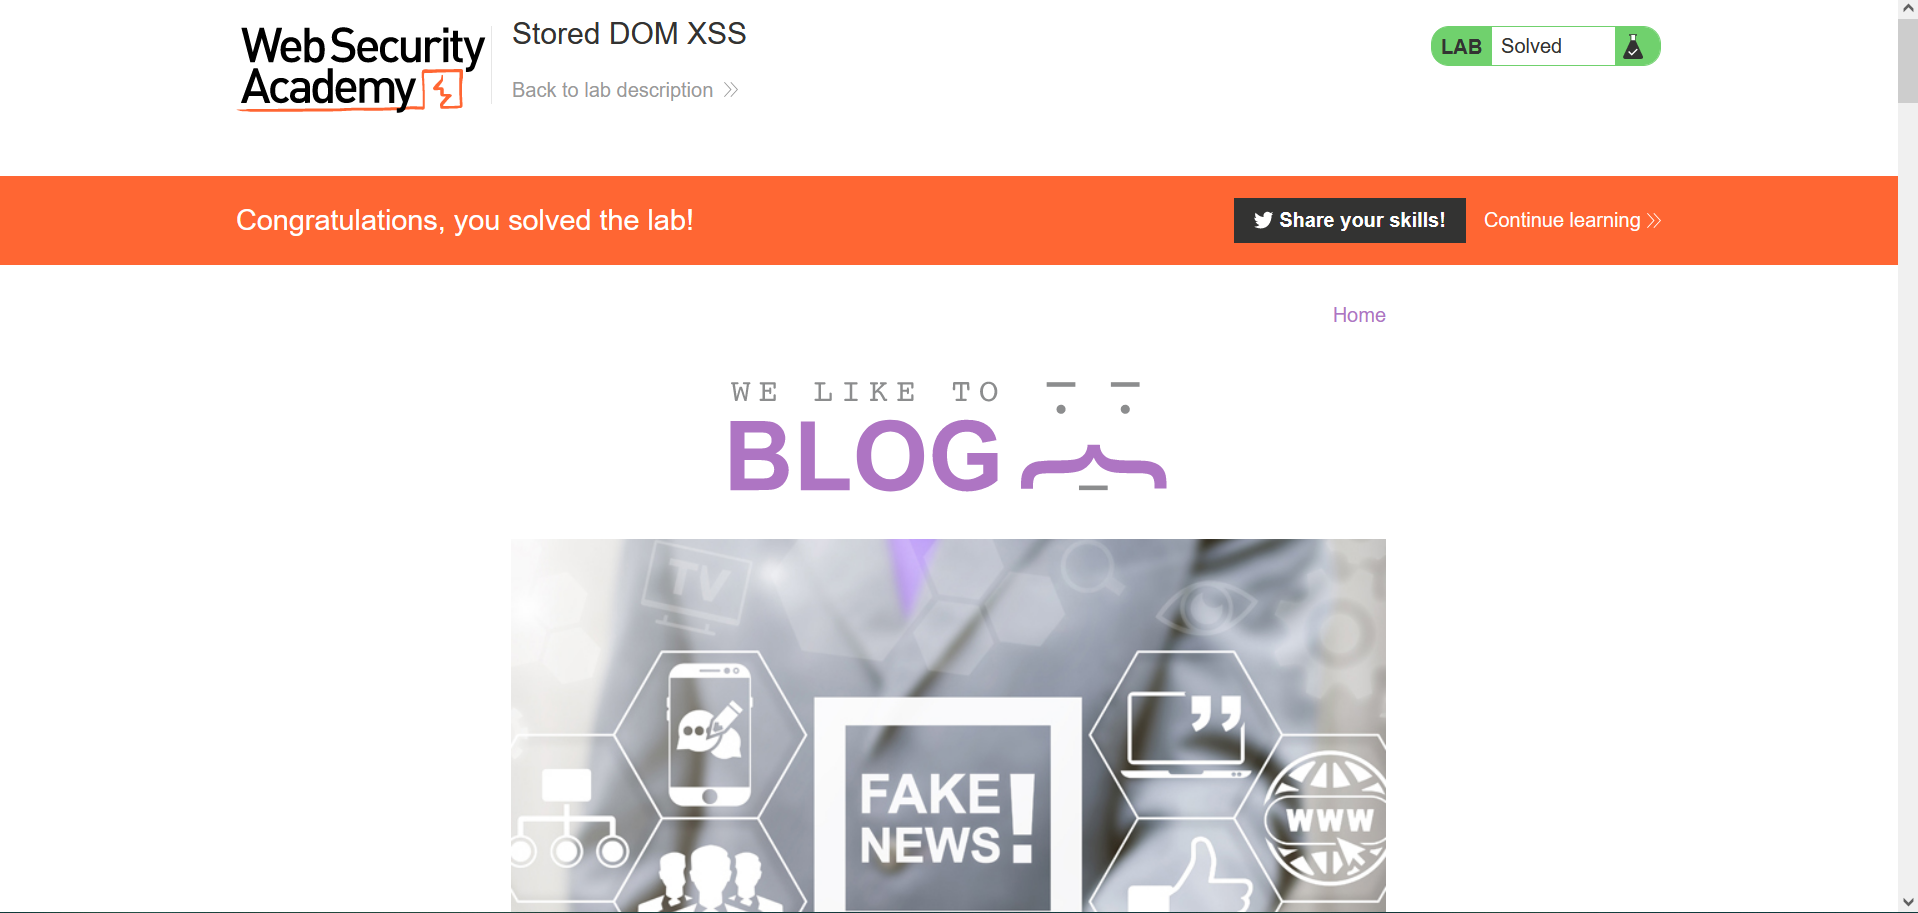 Web Security
Academy
Stored DOM XSS
Back to lab description
LAB Solved
Congratulations, you solved the lab!
Share your skills!
Continue learning
Home
WE LIKE TO
BLOG
TV
FAKE
NEWS!
WWW